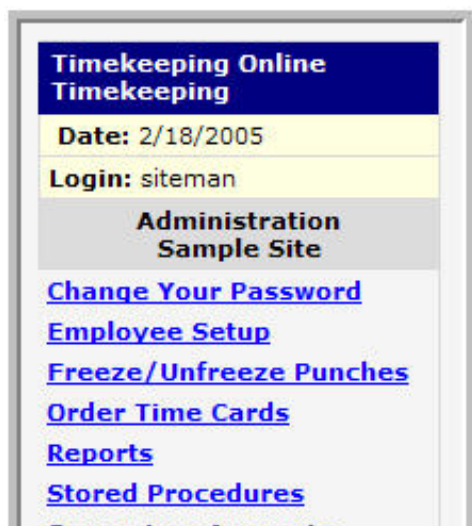 Timekeeping Online
Timekeeping
Date: 2/18/2005
Login: siteman
Administration
Sample Site
Change Your Password
Employee Setup
Freeze/Unfreeze Punches
Order Time Cards
Reports
Stored Procedures